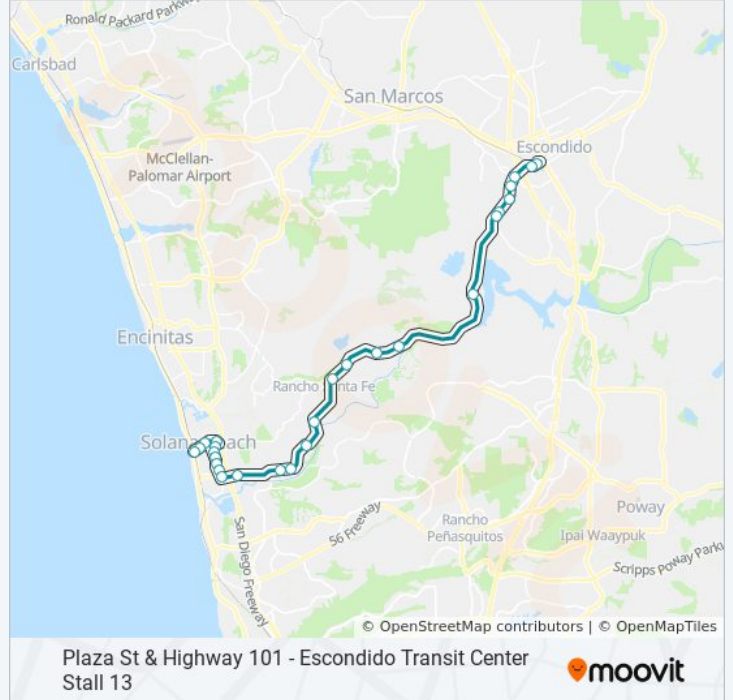 Ronald Packard Parkway
Carlsbad
San Marcos
Escondido
McClellan-
Palomar Airport
Encinitas
Rancho Santa Fe
Solana Beach
Poway
Rancho
Peñasquitos
Ipai Waaypuk
56 Freeway
San Diego Freeway
Scripps Poway Parkw
© OpenStreetMap contributors | © OpenMapTiles
Plaza St & Highway 101 - Escondido Transit Center
Stall 13
moovit